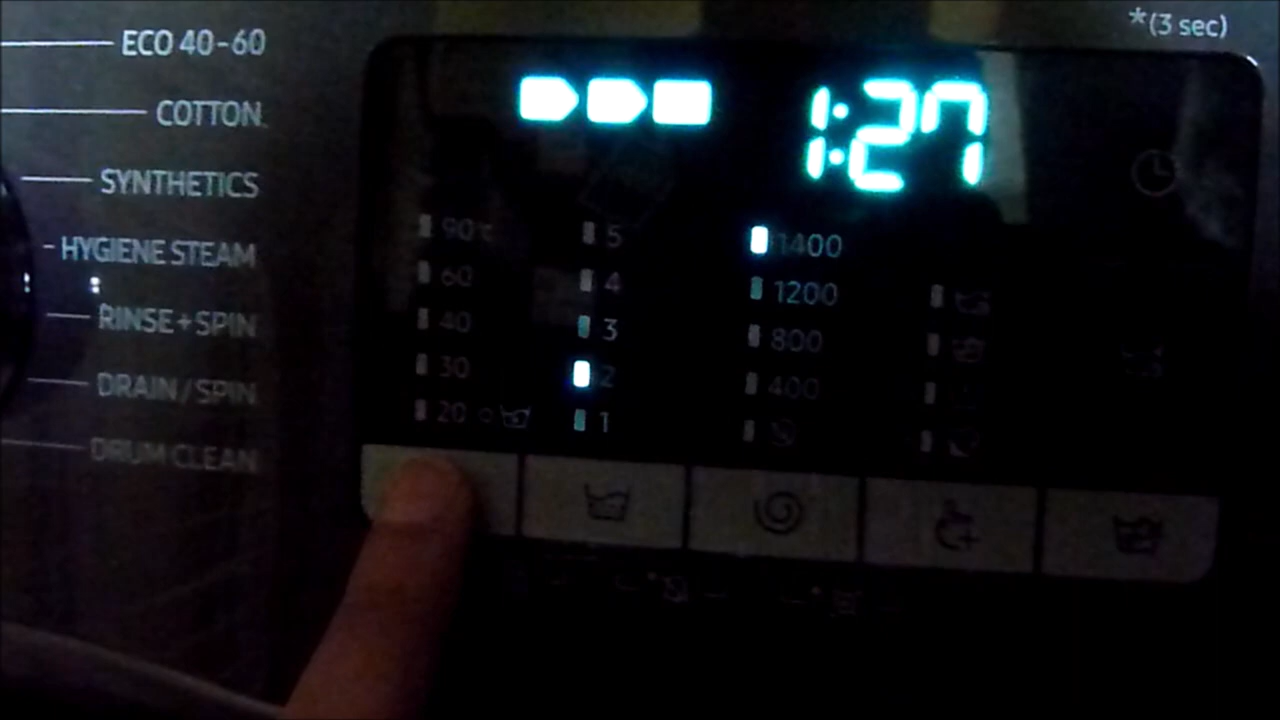 *(3 sec)
ECO 40-60
COTTON
SYNTHETICS
HYGIENE STEAM
RINSE+SPIN
DRAIN/SPIN
DRUM CLEAN
1:27
90℃
60
40
30
20
5
4
3
2
1
1400
1200
800
400